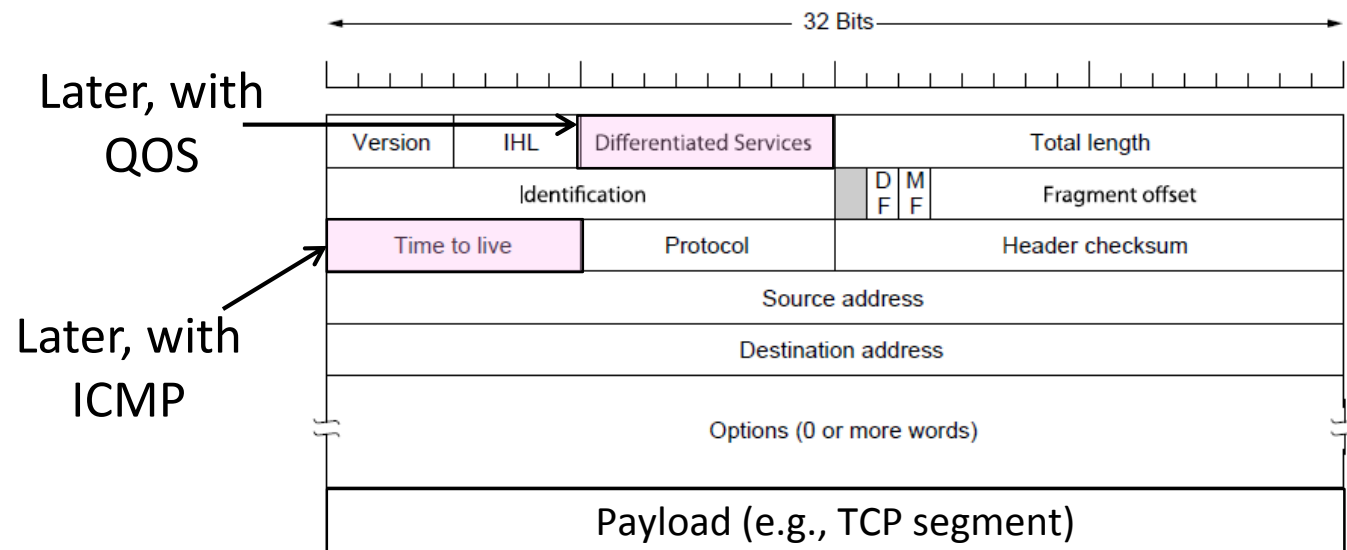 32 Bits
Later, with
QOS
Version IHL Differentiated Services Total length
Identification D M Fragment offset
F F
Time to live Protocol Header checksum
Source address
Later, with
ICMP
Destination address
Options (0 or more words)
Payload (e.g., TCP segment)